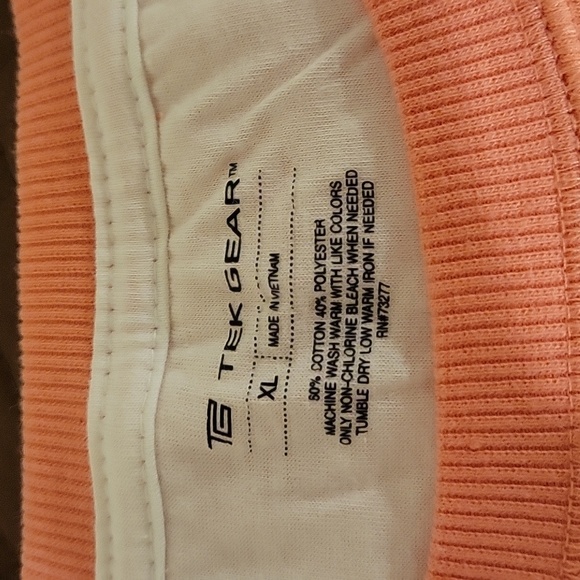 TG TEK GEAR™
XL MADE IN VIETNAM
60% COTTON 40% POLYESTER
MACHINE WASH WARM WITH LIKE COLORS
ONLY NON-CHLORINE BLEACH WHEN NEEDED
TUMBLE DRY LOW WARM IRON IF NEEDED
RN#73277